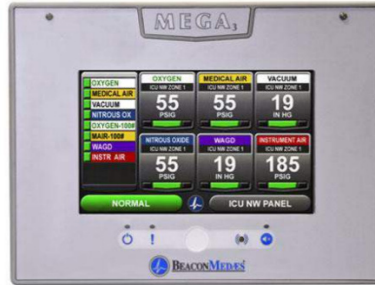 MEGA3
OXYGEN
MEDICAL AIR
VACUUM
NITROUS OX
OXYGEN-100#
MAIR-100#
WAGD
INSTR AIR
OXYGEN
ICU NW ZONE 1
55
PSIG
MEDICAL AIR
ICU NW ZONE 1
55
PSIG
VACUUM
ICU NW ZONE 1
19
IN HG
NITROUS OXIDE
ICU NW ZONE 1
55
PSIG
WAGD
ICU NW ZONE 1
19
IN HG
INSTRUMENT AIR
ICU NW ZONE 1
185
PSIG
NORMAL
ICU NW PANEL
!
BEACONMEDÆS